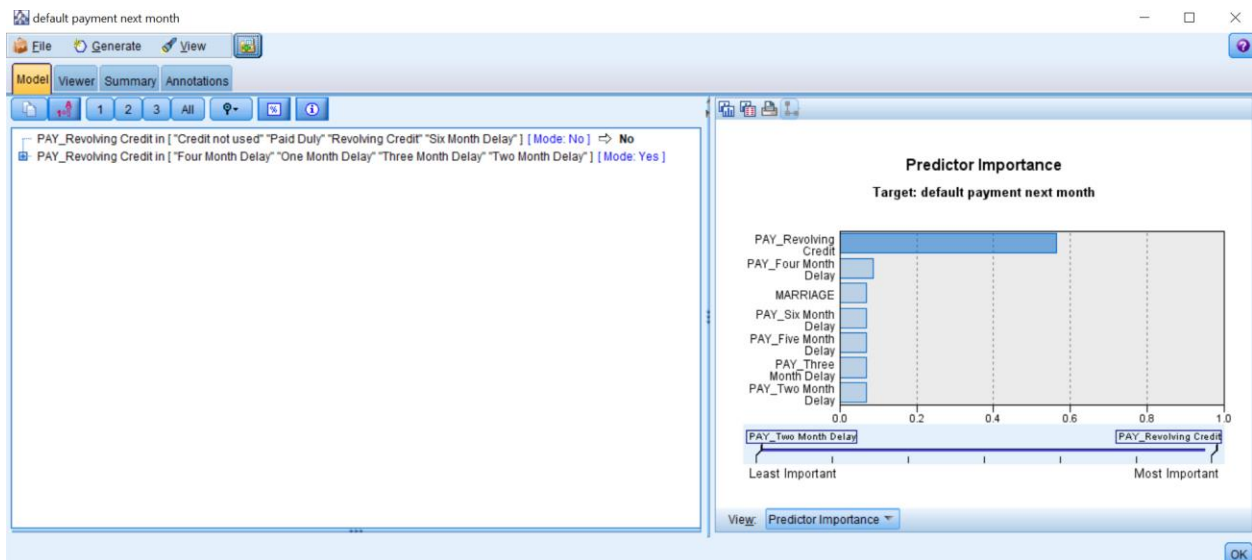 default payment next month
File Generate View
Model Viewer Summary Annotations
1 2 3 All % i
PAY_Revolving Credit in [ "Credit not used" "Paid Duly" "Revolving Credit" "Six Month Delay" ] [ Mode: No ] ⇨ No
PAY_Revolving Credit in [ "Four Month Delay" "One Month Delay" "Three Month Delay" "Two Month Delay" ] [ Mode: Yes ]
Predictor Importance
Target: default payment next month
PAY_Revolving
Credit
PAY_Four Month
Delay
MARRIAGE
PAY_Six Month
Delay
PAY_Five Month
Delay
PAY_Three
Month Delay
PAY_Two Month
Delay
0.0 0.2 0.4 0.6 0.8 1.0
PAY_Two Month Delay PAY_Revolving Credit
Least Important Most Important
View: Predictor Importance
OK